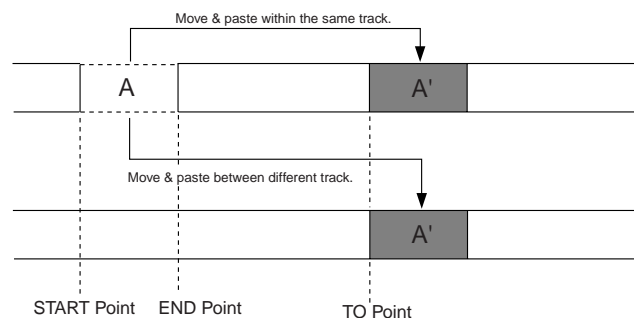 Move & paste within the same track.
A
A'
Move & paste between different track.
A'
START Point
END Point
TO Point